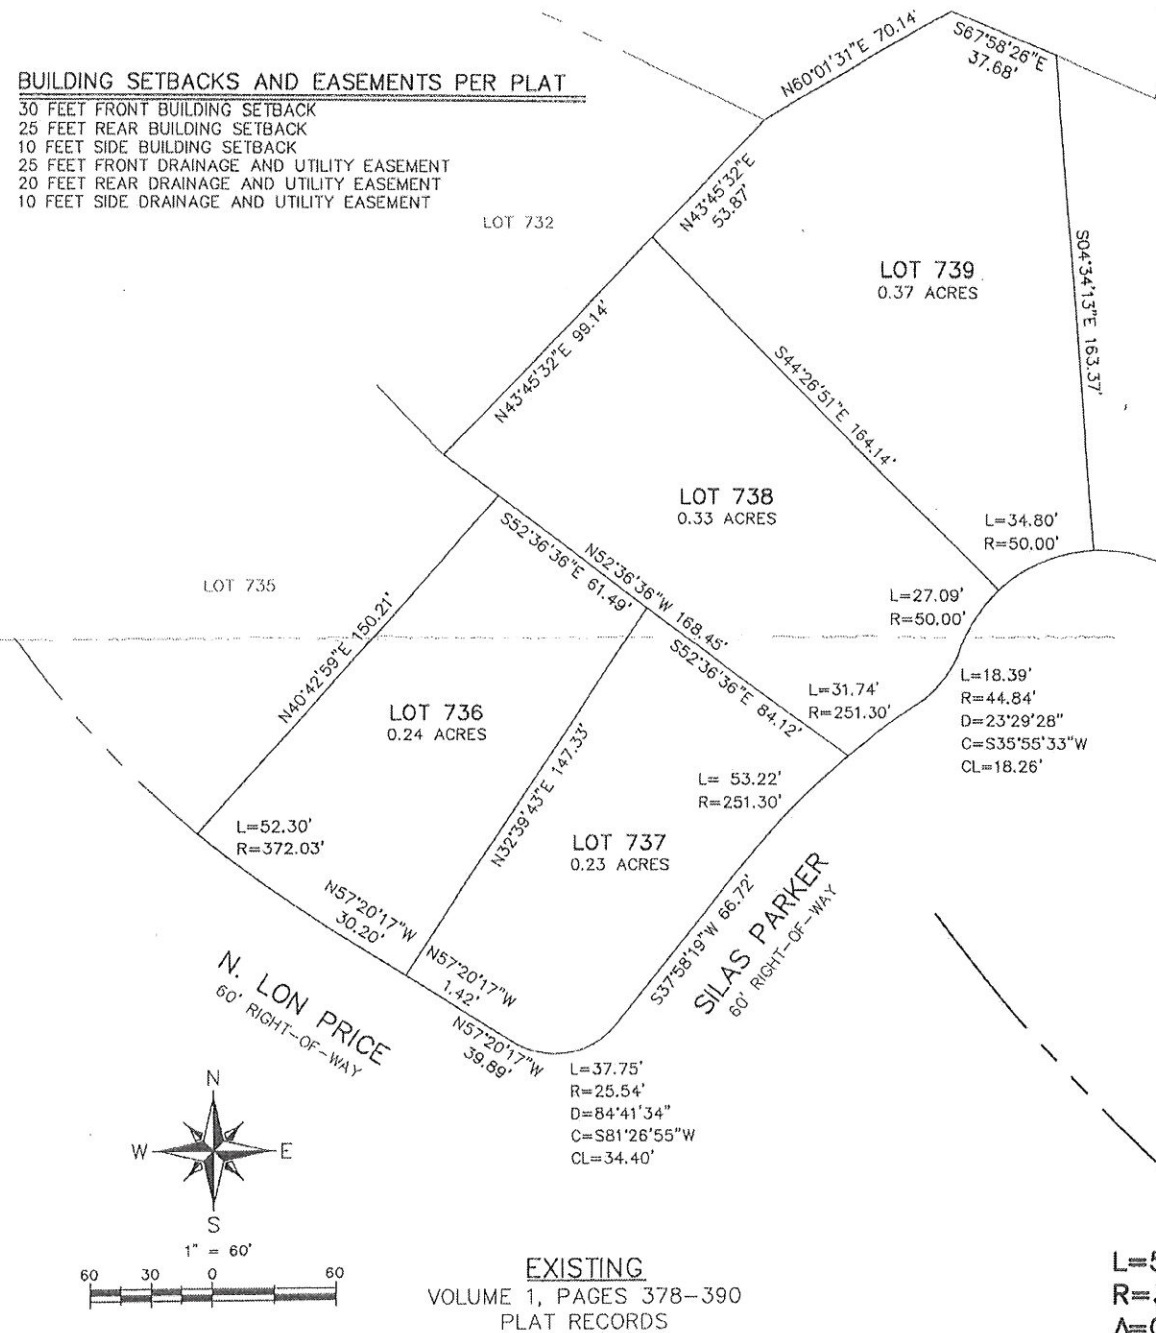 BUILDING SETBACKS AND EASEMENTS PER PLAT
30 FEET FRONT BUILDING SETBACK
25 FEET REAR BUILDING SETBACK
10 FEET SIDE BUILDING SETBACK
25 FEET FRONT DRAINAGE AND UTILITY EASEMENT
20 FEET REAR DRAINAGE AND UTILITY EASEMENT
10 FEET SIDE DRAINAGE AND UTILITY EASEMENT
N60°01'31"E 70.14'
S67°58'26"E
37.68'
N43°45'32"E
53.87'
LOT 732
LOT 739
0.37 ACRES
S04°34'13"E 163.37'
N43°45'32"E 99.14'
S44°26'51"E 164.14'
LOT 738
0.33 ACRES
L=34.80'
R=50.00'
S52°36'36"E 61.49'
N52°36'36"W 168.45'
LOT 735
L=27.09'
R=50.00'
N40°42'59"E 150.21'
S52°36'36"E 84.12'
L=31.74'
R=251.30'
L=18.39'
R=44.84'
D=23°29'28"
C=S35°55'33"W
CL=18.26'
LOT 736
0.24 ACRES
N32°39'43"E 147.33'
L= 53.22'
R=251.30'
L=52.30'
R=372.03'
LOT 737
0.23 ACRES
N57°20'17"W
30.20'
S37°58'19"W 66.72'
SILAS PARKER
60' RIGHT-OF-WAY
N57°20'17"W
1.42'
N. LON PRICE
60' RIGHT-OF-WAY
N57°20'17"W
39.89'
L=37.75'
R=25.54'
D=84°41'34"
C=S81°26'55"W
CL=34.40'
N
W E
S
1" = 60'
60 30 0 60
EXISTING
VOLUME 1, PAGES 378-390
PLAT RECORDS
L=
R=